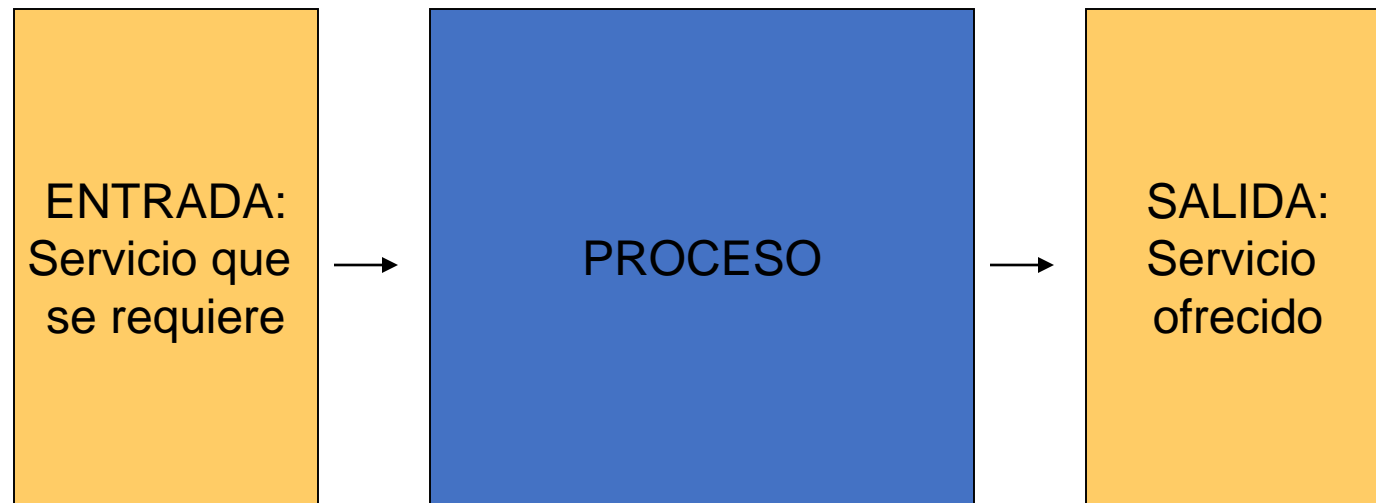 ENTRADA:
Servicio que
se requiere
PROCESO
SALIDA:
Servicio
ofrecido